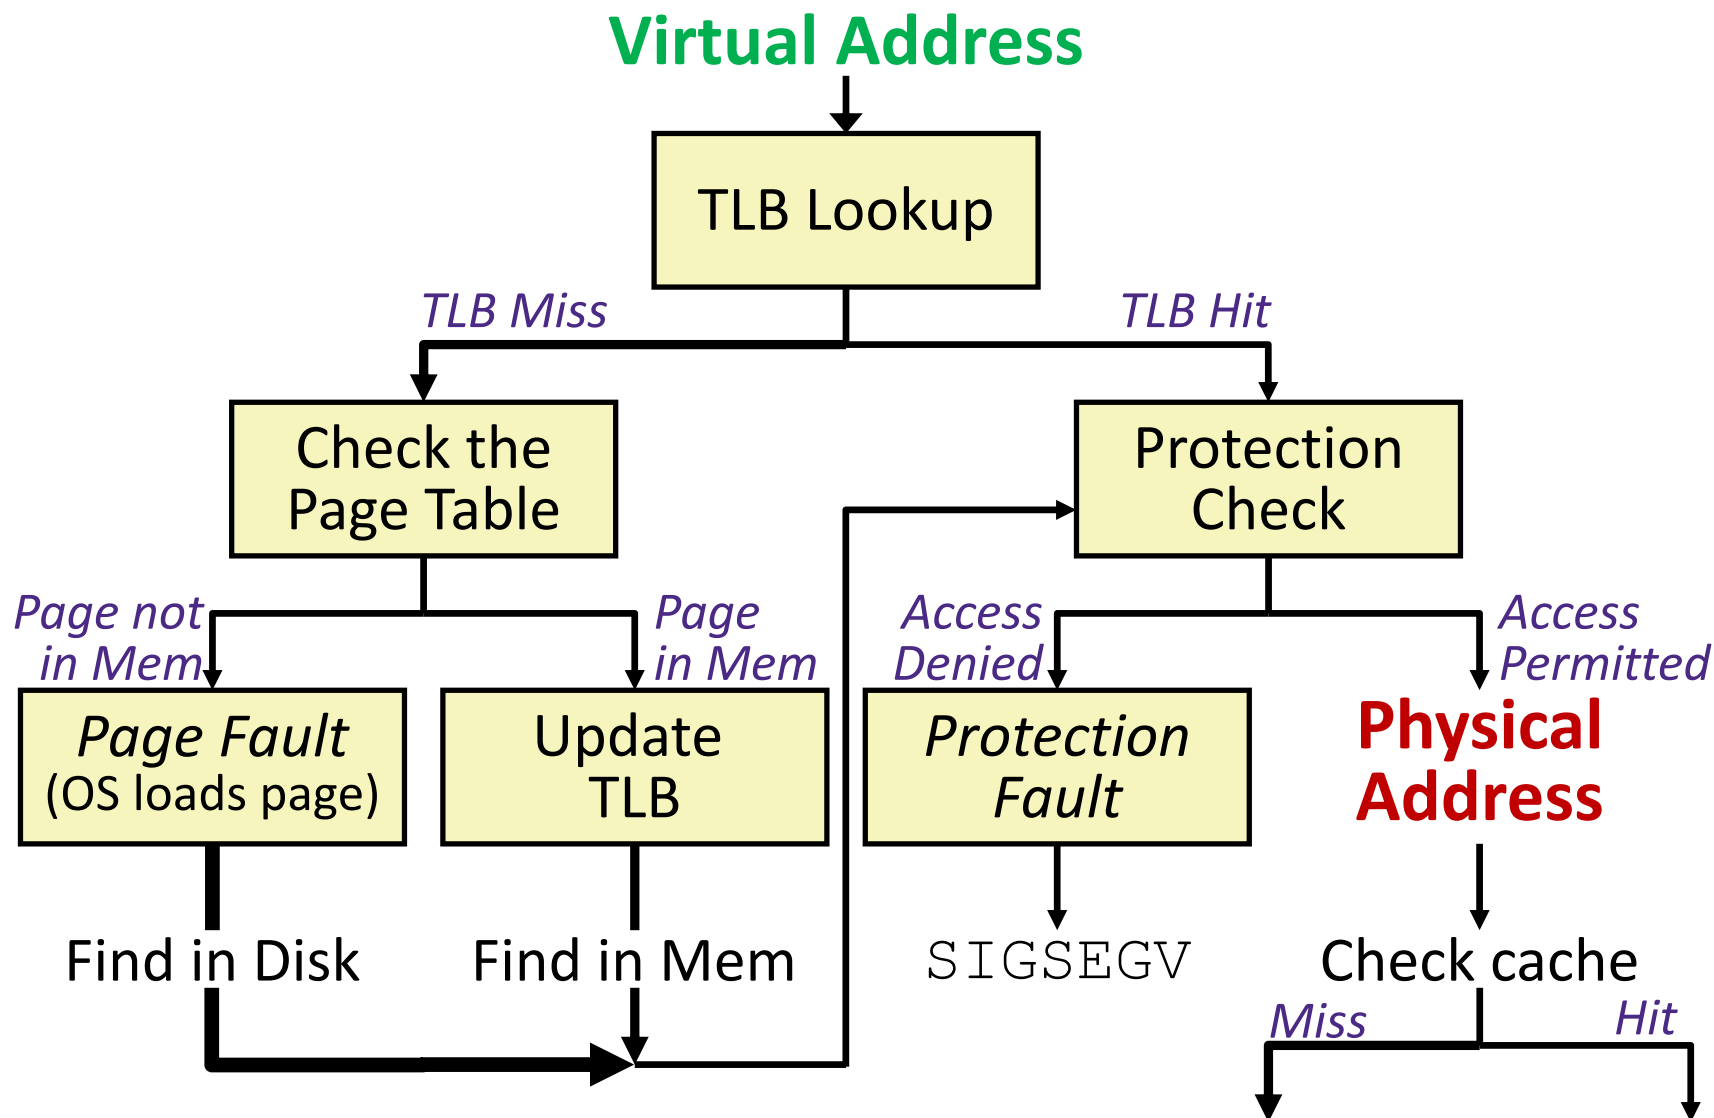 Virtual Address
TLB Lookup
TLB Miss
TLB Hit
Check the
Page Table
Protection
Check
Page not
in Mem
Page
in Mem
Access
Denied
Access
Permitted
Page Fault
(OS loads page)
Update
TLB
Protection
Fault
Physical
Address
Find in Disk
Find in Mem
SIGSEGV
Check cache
Miss
Hit